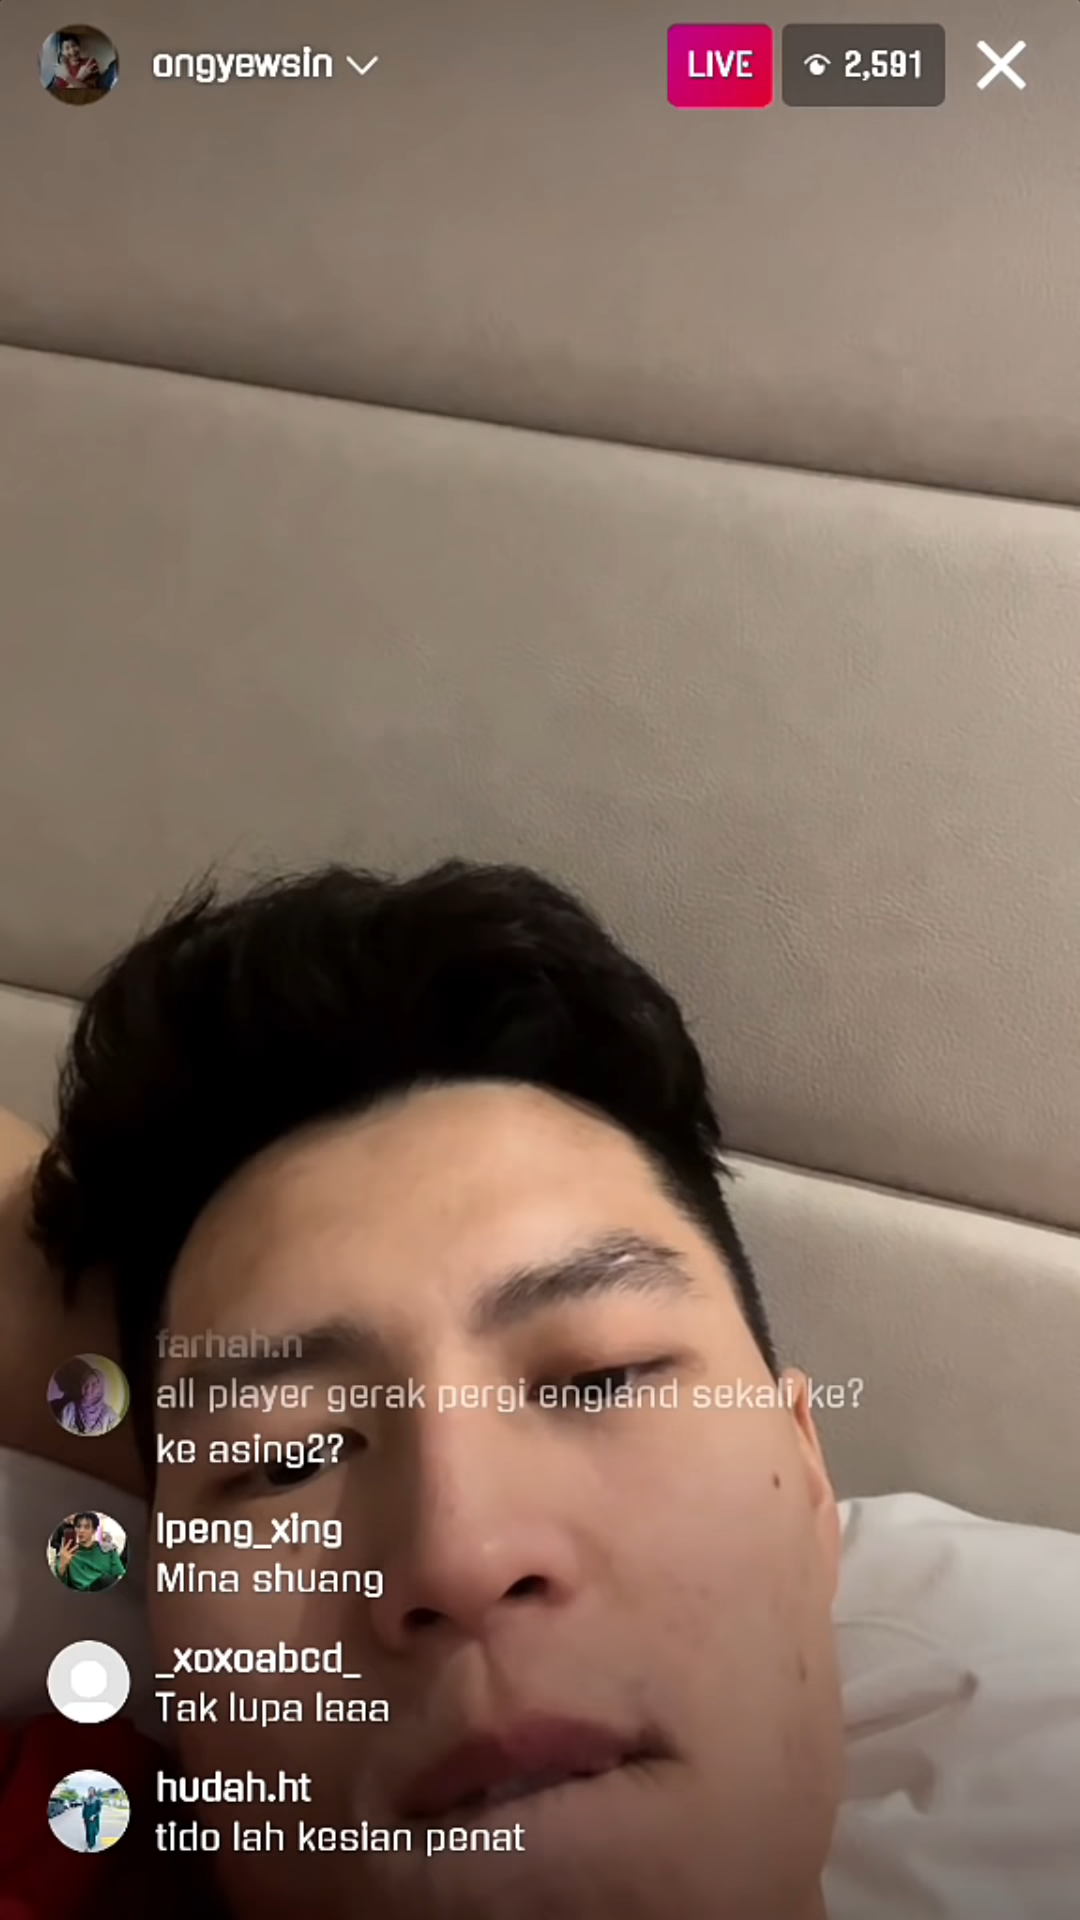 ongyewsin
LIVE
2,591
farhah.n
all player gerak pergi england sekali ke?
ke asing2?
lpeng_xing
Mina shuang
_xoxoabcd_
Tak lupa laaa
hudah.ht
tido lah kesian penat